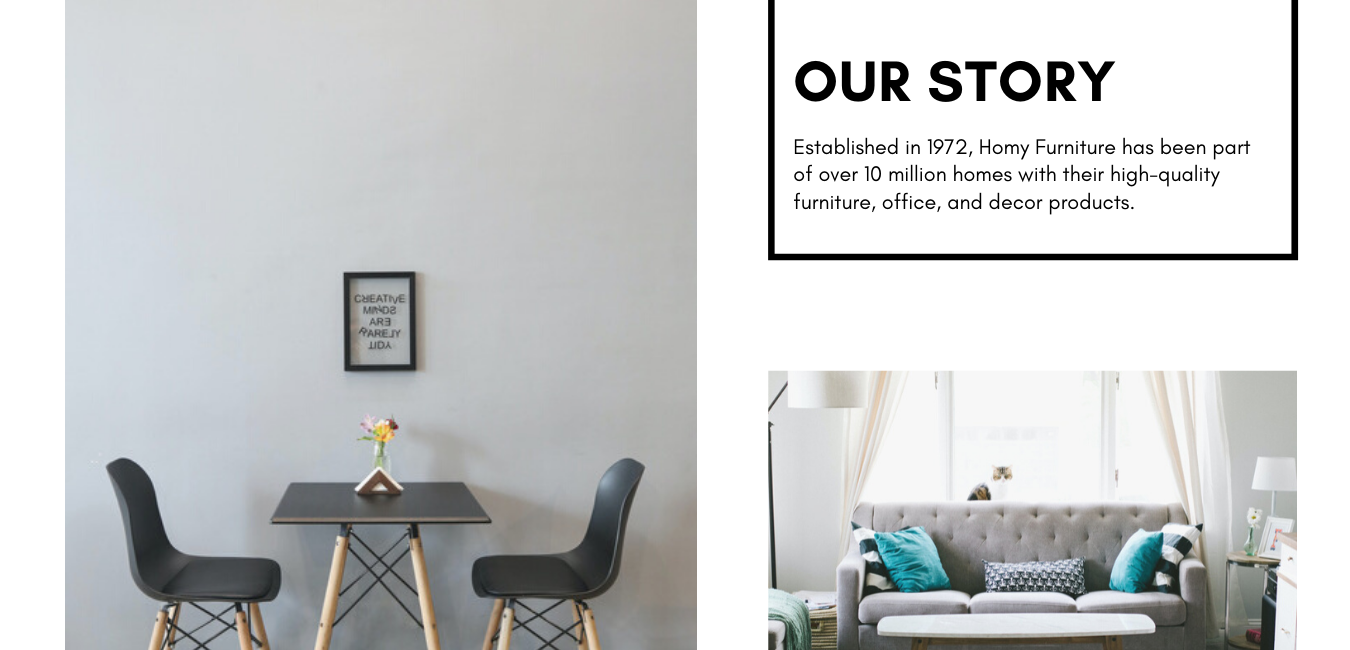 OUR STORY
Established in 1972, Homy Furniture has been part
of over 10 million homes with their high-quality
furniture, office, and decor products.
CREATIVE
MINDS
ARE
RARELY
TIDY